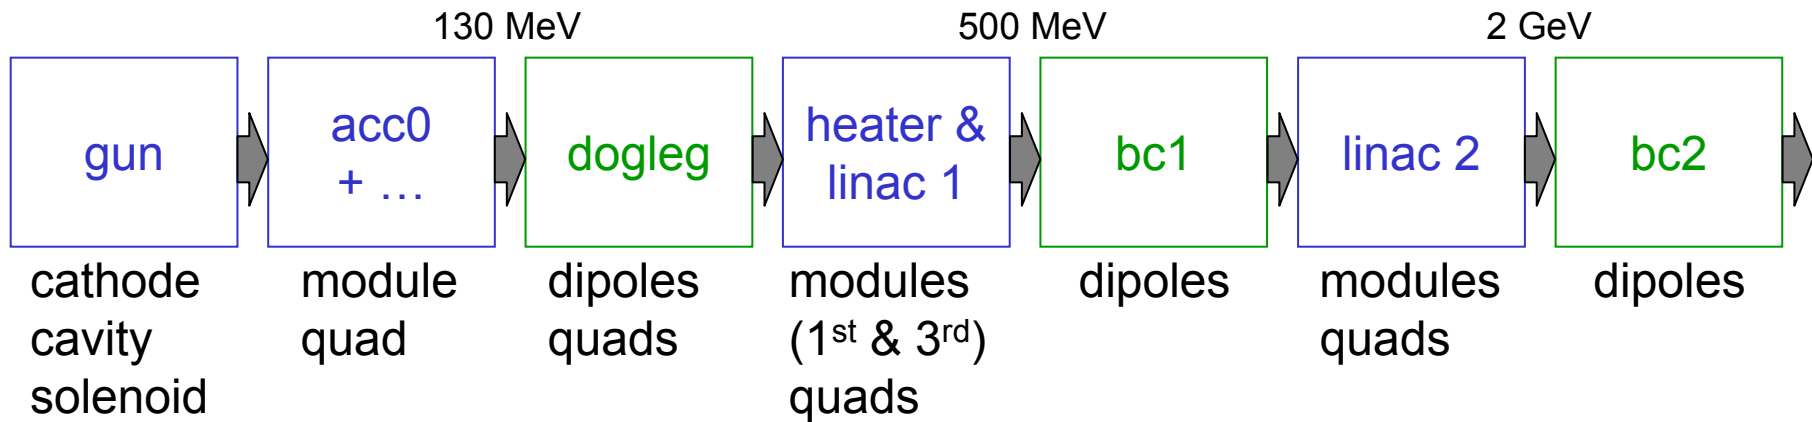 130 MeV
500 MeV
2 GeV
gun
acc0
+ …
dogleg
heater &
linac 1
bc1
linac 2
bc2
cathode
cavity
solenoid
module
quad
dipoles
quads
modules
(1st & 3rd)
quads
dipoles
modules
quads
dipoles